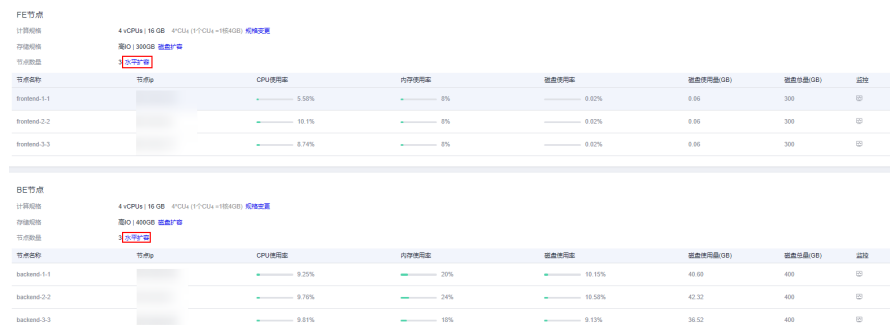 FE节点
计算规格 4 vCPUs | 16 GB 4*CU₄ (1个CU₄ =1核4GB) 规格变更
存储规格 高IO | 300GB 磁盘扩容
节点数量 3 水平扩容
节点名称 节点ip CPU使用率 内存使用率 磁盘使用率 磁盘使用量(GB) 磁盘总量(GB) 监控
frontend-1-1 5.58% 8% 0.02% 0.06 300
frontend-2-2 10.1% 8% 0.02% 0.06 300
frontend-3-3 8.74% 8% 0.02% 0.06 300
BE节点
计算规格 4 vCPUs | 16 GB 4*CU₄ (1个CU₄ =1核4GB) 规格变更
存储规格 高IO | 400GB 磁盘扩容
节点数量 3 水平扩容
节点名称 节点ip CPU使用率 内存使用率 磁盘使用率 磁盘使用量(GB) 磁盘总量(GB) 监控
backend-1-1 9.25% 20% 10.15% 40.60 400
backend-2-2 9.76% 24% 10.58% 42.32 400
backend-3-3 9.81% 18% 9.13% 36.52 400